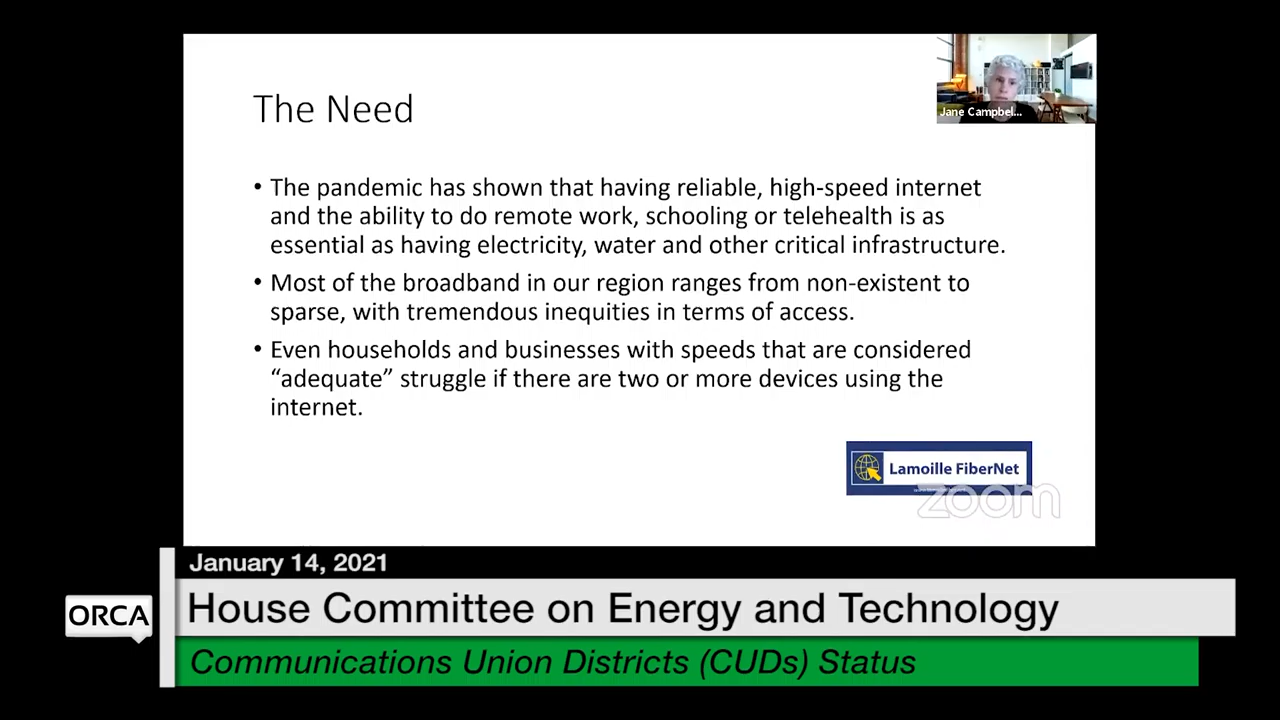 The Need
Jane Campbel...
• The pandemic has shown that having reliable, high-speed internet
and the ability to do remote work, schooling or telehealth is as
essential as having electricity, water and other critical infrastructure.
• Most of the broadband in our region ranges from non-existent to
sparse, with tremendous inequities in terms of access.
• Even households and businesses with speeds that are considered
“adequate” struggle if there are two or more devices using the
internet.
Lamoille FiberNet
zoom
January 14, 2021
ORCA
House Committee on Energy and Technology
Communications Union Districts (CUDs) Status